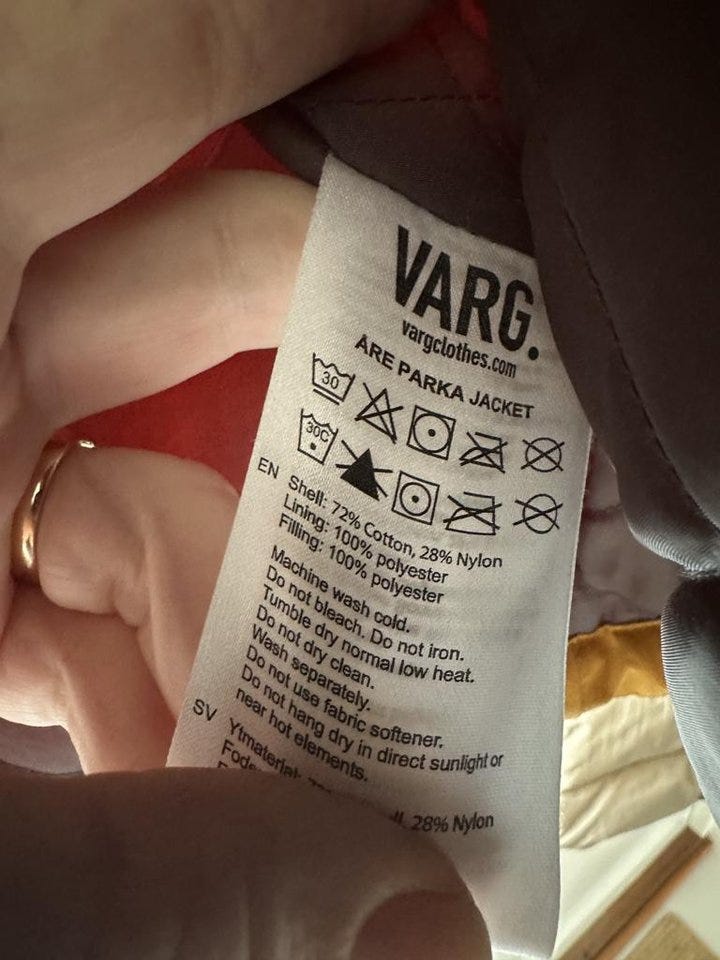 VARG.
vargclothes.com
ARE PARKA JACKET
30
30C
EN Shell: 72% Cotton, 28% Nylon
Lining: 100% polyester
Filling: 100% polyester
Machine wash cold.
Do not bleach. Do not iron.
Tumble dry normal low heat.
Do not dry clean.
Wash separately.
Do not use fabric softener.
Do not hang dry in direct sunlight or
near hot elements.
SV Ytmaterial: 28% Nylon